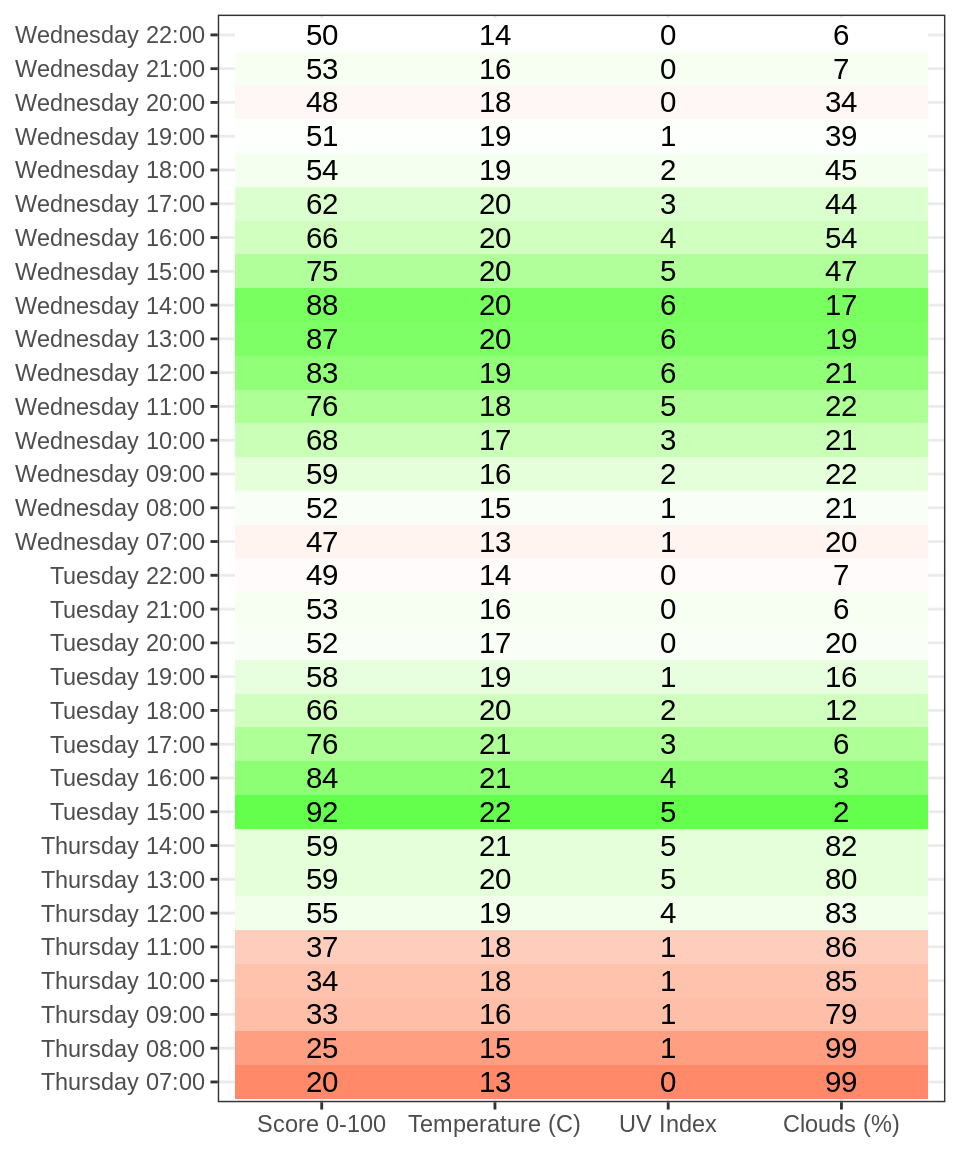 Wednesday 22:00 50 14 0 6
Wednesday 21:00 53 16 0 7
Wednesday 20:00 48 18 0 34
Wednesday 19:00 51 19 1 39
Wednesday 18:00 54 19 2 45
Wednesday 17:00 62 20 3 44
Wednesday 16:00 66 20 4 54
Wednesday 15:00 75 20 5 47
Wednesday 14:00 88 20 6 17
Wednesday 13:00 87 20 6 19
Wednesday 12:00 83 19 6 21
Wednesday 11:00 76 18 5 22
Wednesday 10:00 68 17 3 21
Wednesday 09:00 59 16 2 22
Wednesday 08:00 52 15 1 21
Wednesday 07:00 47 13 1 20
Tuesday 22:00 49 14 0 7
Tuesday 21:00 53 16 0 6
Tuesday 20:00 52 17 0 20
Tuesday 19:00 58 19 1 16
Tuesday 18:00 66 20 2 12
Tuesday 17:00 76 21 3 6
Tuesday 16:00 84 21 4 3
Tuesday 15:00 92 22 5 2
Thursday 14:00 59 21 5 82
Thursday 13:00 59 20 5 80
Thursday 12:00 55 19 4 83
Thursday 11:00 37 18 1 86
Thursday 10:00 34 18 1 85
Thursday 09:00 33 16 1 79
Thursday 08:00 25 15 1 99
Thursday 07:00 20 13 0 99
Score 0-100 Temperature (C) UV Index Clouds (%)